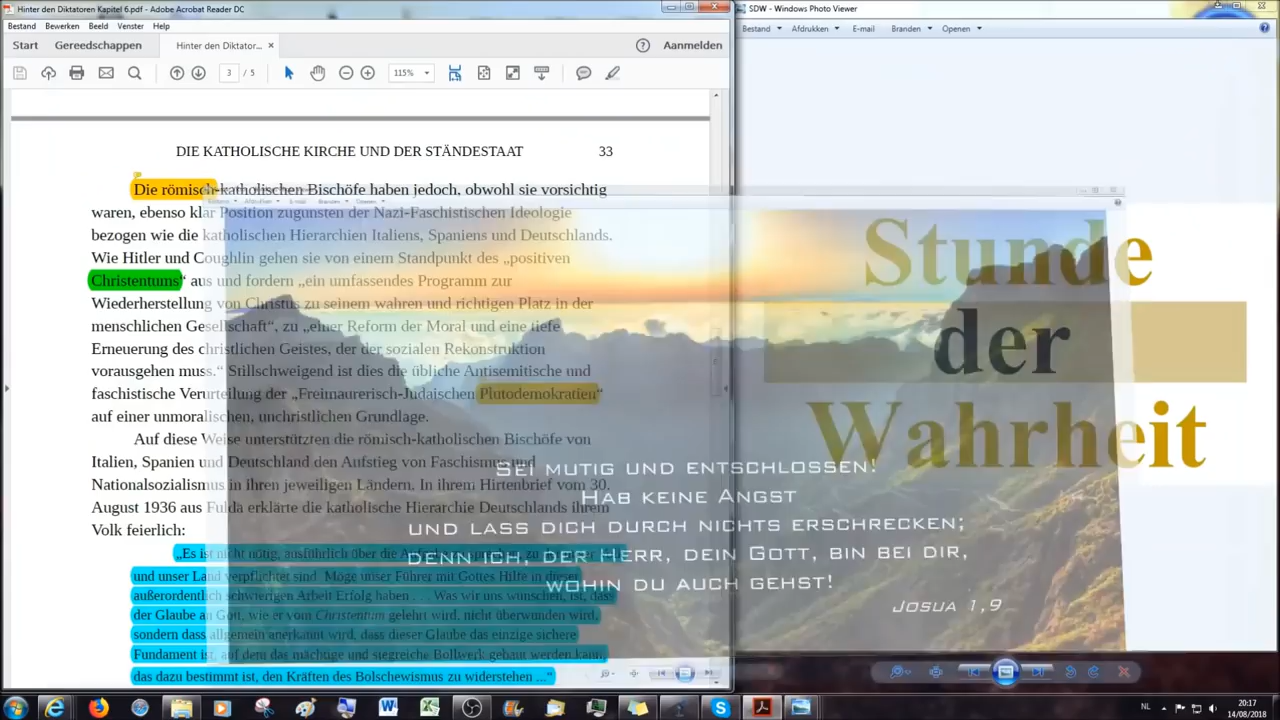 Hinter den Diktatoren Kapitel 6.pdf - Adobe Acrobat Reader DC
Bestand Bewerken Beeld Venster Help
Start Gereedschappen Hinter den Diktator... × Aanmelden
3 / 5 115%
DIE KATHOLISCHE KIRCHE UND DER STÄNDESTAAT 33
Die römisch-katholischen Bischöfe haben jedoch, obwohl sie vorsichtig
waren, ebenso klar Position zugunsten der Nazi-Faschistischen Ideologie
bezogen wie die katholischen Hierarchien Italiens, Spaniens und Deutschlands.
Wie Hitler und Coughlin gehen sie von einem Standpunkt des „positiven
Christentums“ aus und fordern „ein umfassendes Programm zur
Wiederherstellung von Christus zu seinem wahren und richtigen Platz in der
menschlichen Gesellschaft“, zu „einer Reform der Moral und eine tiefe
Erneuerung des christlichen Geistes, der der sozialen Rekonstruktion
vorausgehen muss.“ Stillschweigend ist dies die übliche Antisemitische und
faschistische Verurteilung der „Freimaurerisch-Judaischen Plutodemokratien“
auf einer unmoralischen, unchristlichen Grundlage.
Auf diese Weise unterstützten die römisch-katholischen Bischöfe von
Italien, Spanien und Deutschland den Aufstieg von Faschismus und
Nationalsozialismus in ihren jeweiligen Ländern. In ihrem Hirtenbrief vom 30.
August 1936 aus Fulda erklärte die katholische Hierarchie Deutschlands ihrem
Volk feierlich:
„Es ist nicht nötig, ausführlich über die
und unser Land verpflichtet sind. Möge unser Führer mit Gottes Hilfe in dieser
außerordentlich schwierigen Arbeit Erfolg haben . . . Was wir uns wünschen, ist, dass
der Glaube an Gott, wie er vom Christentum gelehrt wird, nicht überwunden wird,
sondern dass allgemein anerkannt wird, dass dieser Glaube das einzige sichere
Fundament ist, auf dem das mächtige und siegreiche Bollwerk gebaut werden kann,
das dazu bestimmt ist, den Kräften des Bolschewismus zu widerstehen ...“
SDW - Windows Photo Viewer
Bestand Afdrukken E-mail Branden Openen
Stunde
der
Wahrheit
Sei mutig und entschlossen!
Hab keine Angst
und lass dich durch nichts erschrecken;
denn ich, der Herr, dein Gott, bin bei dir,
wohin du auch gehst!
Josua 1,9
NL 20:17
14/08/2018